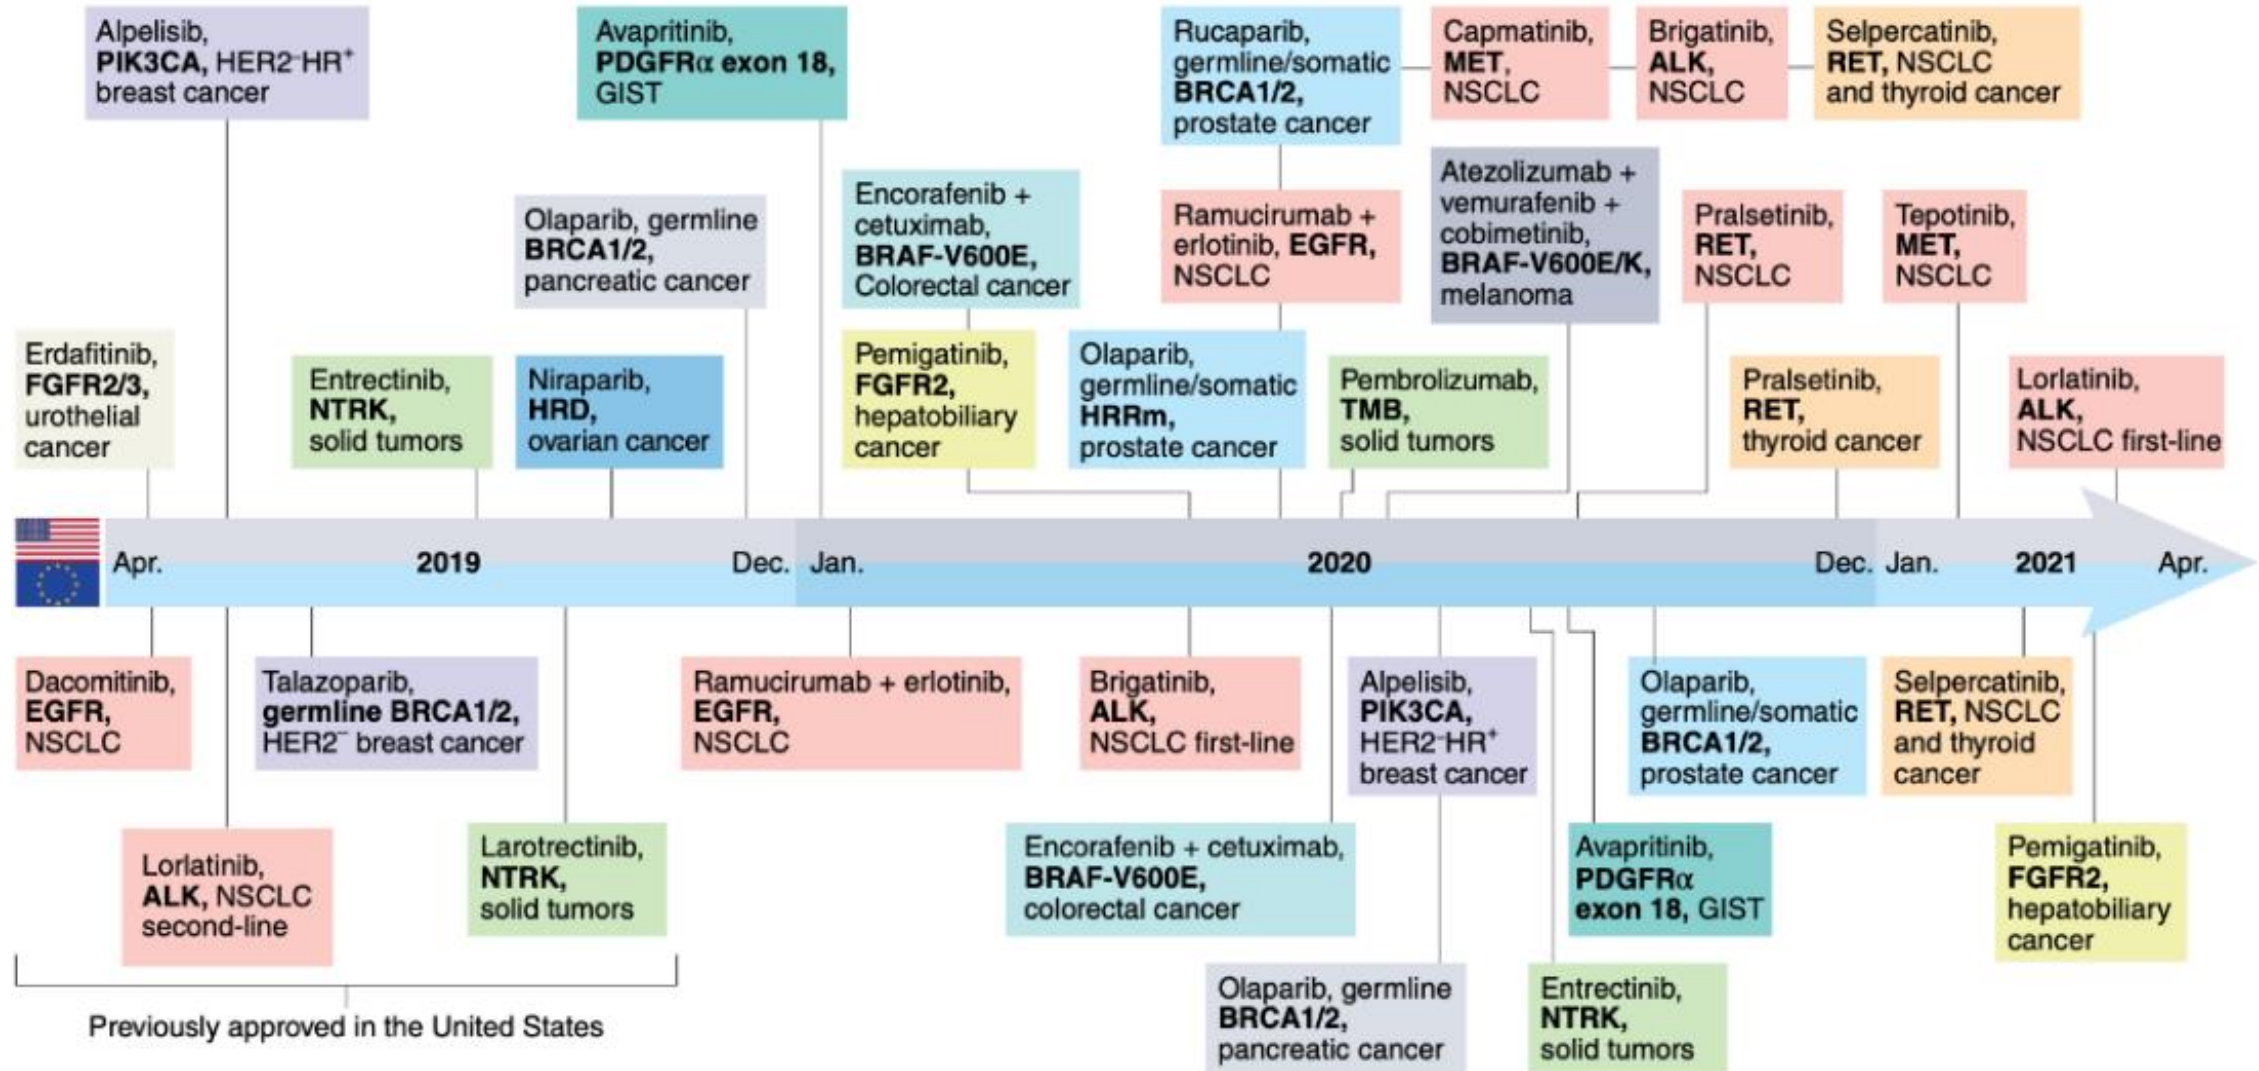 Alpelisib,
PIK3CA, HER2⁻HR⁺
breast cancer
Avapritinib,
PDGFRα exon 18,
GIST
Rucaparib,
germline/somatic
BRCA1/2,
prostate cancer
Capmatinib,
MET,
NSCLC
Brigatinib,
ALK,
NSCLC
Selpercatinib,
RET, NSCLC
and thyroid cancer
Olaparib, germline
BRCA1/2,
pancreatic cancer
Encorafenib +
cetuximab,
BRAF-V600E,
Colorectal cancer
Ramucirumab +
erlotinib, EGFR,
NSCLC
Atezolizumab +
vemurafenib +
cobimetinib,
BRAF-V600E/K,
melanoma
Pralsetinib,
RET,
NSCLC
Tepotinib,
MET,
NSCLC
Erdafitinib,
FGFR2/3,
urothelial
cancer
Entrectinib,
NTRK,
solid tumors
Niraparib,
HRD,
ovarian cancer
Pemigatinib,
FGFR2,
hepatobiliary
cancer
Olaparib,
germline/somatic
HRRm,
prostate cancer
Pembrolizumab,
TMB,
solid tumors
Pralsetinib,
RET,
thyroid cancer
Lorlatinib,
ALK,
NSCLC first-line
Apr. 2019 Dec. Jan. 2020 Dec. Jan. 2021 Apr.
Dacomitinib,
EGFR,
NSCLC
Talazoparib,
germline BRCA1/2,
HER2⁻ breast cancer
Ramucirumab + erlotinib,
EGFR,
NSCLC
Brigatinib,
ALK,
NSCLC first-line
Alpelisib,
PIK3CA,
HER2⁻HR⁺
breast cancer
Olaparib,
germline/somatic
BRCA1/2,
prostate cancer
Selpercatinib,
RET, NSCLC
and thyroid
cancer
Lorlatinib,
ALK, NSCLC
second-line
Larotrectinib,
NTRK,
solid tumors
Encorafenib + cetuximab,
BRAF-V600E,
colorectal cancer
Avapritinib,
PDGFRα
exon 18, GIST
Pemigatinib,
FGFR2,
hepatobiliary
cancer
Olaparib, germline
BRCA1/2,
pancreatic cancer
Entrectinib,
NTRK,
solid tumors
Previously approved in the United States